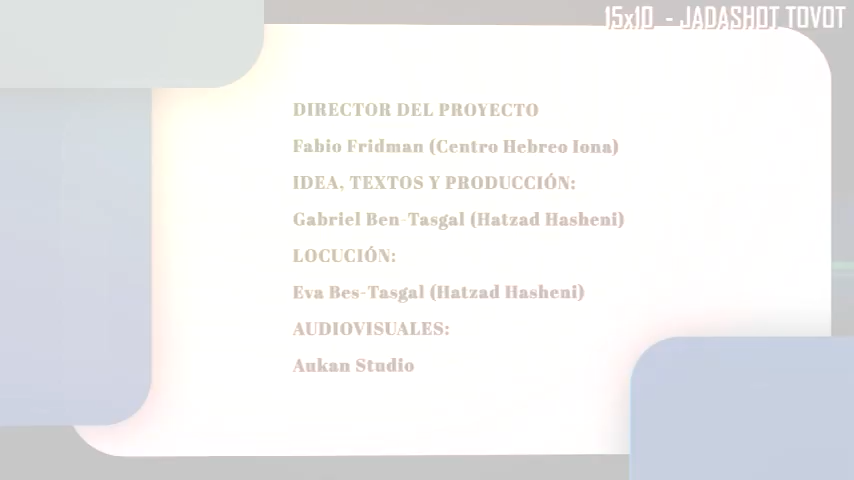 15x10 - JADASHOT TOVOT
DIRECTOR DEL PROYECTO
Fabio Fridman (Centro Hebreo Iona)
IDEA, TEXTOS Y PRODUCCIÓN:
Gabriel Ben-Tasgal (Hatzad Hasheni)
LOCUCIÓN:
Eva Bes-Tasgal (Hatzad Hasheni)
AUDIOVISUALES:
Aukan Studio